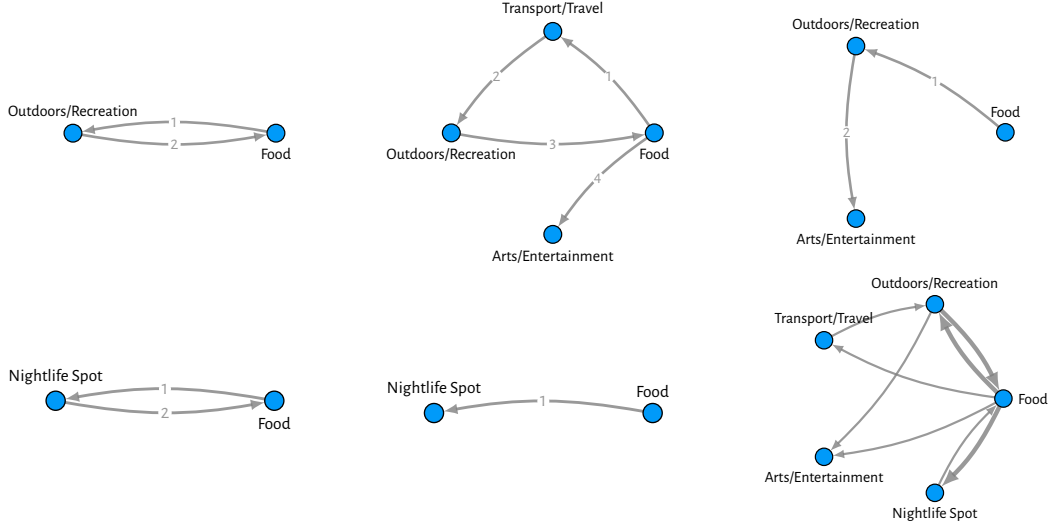 Outdoors/Recreation
1
2
Food
Transport/Travel
2
1
Outdoors/Recreation
3
Food
4
Arts/Entertainment
Outdoors/Recreation
1
Food
2
Arts/Entertainment
Nightlife Spot
1
2
Food
Nightlife Spot
1
Food
Outdoors/Recreation
Transport/Travel
Food
Arts/Entertainment
Nightlife Spot